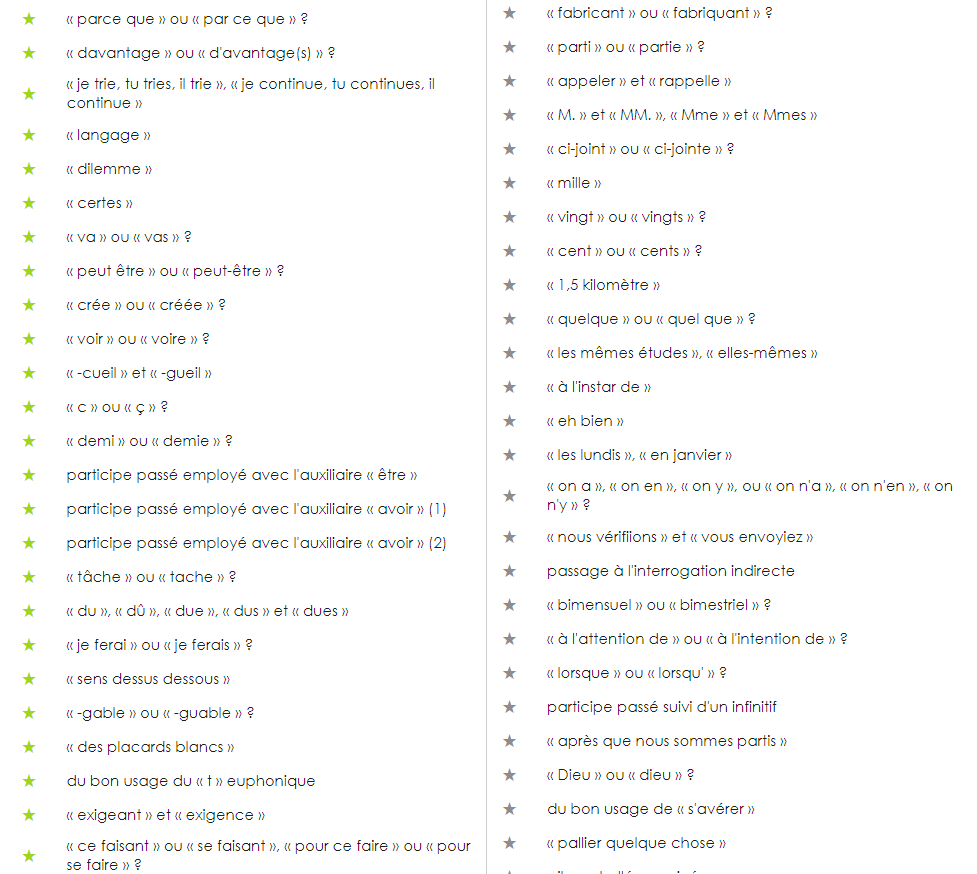 « parce que » ou « par ce que » ?
« davantage » ou « d'avantage(s) » ?
« je trie, tu tries, il trie », « je continue, tu continues, il
continue »
« langage »
« dilemme »
« certes »
« va » ou « vas » ?
« peut être » ou « peut-être » ?
« crée » ou « créée » ?
« voir » ou « voire » ?
« -cueil » et « -gueil »
« c » ou « ç » ?
« demi » ou « demie » ?
participe passé employé avec l'auxiliaire « être »
participe passé employé avec l'auxiliaire « avoir » (1)
participe passé employé avec l'auxiliaire « avoir » (2)
« tâche » ou « tache » ?
« du », « dû », « due », « dus » et « dues »
« je ferai » ou « je ferais » ?
« sens dessus dessous »
« -gable » ou « -guable » ?
« des placards blancs »
du bon usage du « t » euphonique
« exigeant » et « exigence »
« ce faisant » ou « se faisant », « pour ce faire » ou « pour
se faire » ?
« fabricant » ou « fabriquant » ?
« parti » ou « partie » ?
« appeler » et « rappelle »
« M. » et « MM. », « Mme » et « Mmes »
« ci-joint » ou « ci-jointe » ?
« mille »
« vingt » ou « vingts » ?
« cent » ou « cents » ?
« 1,5 kilomètre »
« quelque » ou « quel que » ?
« les mêmes études », « elles-mêmes »
« à l'instar de »
« eh bien »
« les lundis », « en janvier »
« on a », « on en », « on y », ou « on n'a », « on n'en », « on
n'y » ?
« nous vérifiions » et « vous envoyiez »
passage à l'interrogation indirecte
« bimensuel » ou « bimestriel » ?
« à l'attention de » ou « à l'intention de » ?
« lorsque » ou « lorsqu' » ?
participe passé suivi d'un infinitif
« après que nous sommes partis »
« Dieu » ou « dieu » ?
du bon usage de « s'avérer »
« pallier quelque chose »